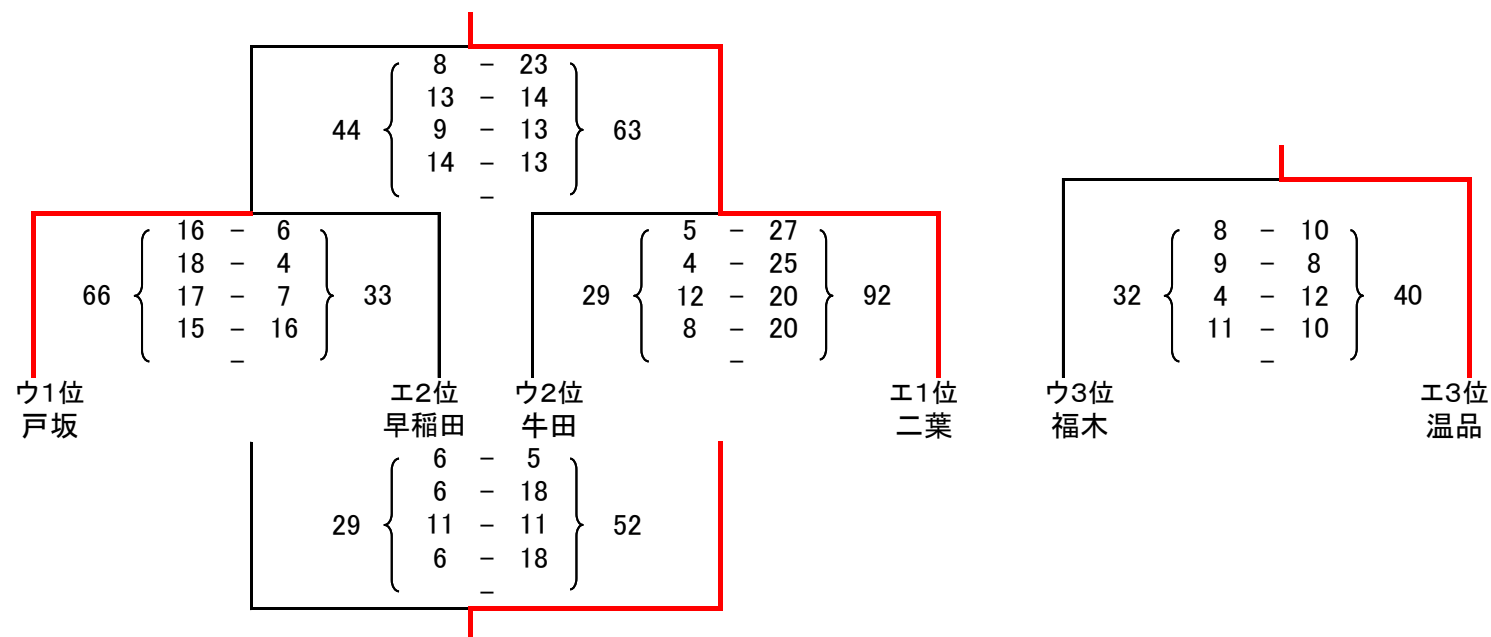 8 － 23
13 － 14
44 { 9 － 13 } 63
14 － 13
－
16 － 6
18 － 4
66 { 17 － 7 } 33
15 － 16
－
5 － 27
4 － 25
29 { 12 － 20 } 92
8 － 20
－
8 － 10
9 － 8
32 { 4 － 12 } 40
11 － 10
－
ウ1位 エ2位 ウ2位 エ1位 ウ3位 エ3位
戸坂 早稲田 牛田 二葉 福木 温品
6 － 5
6 － 18
29 { 11 － 11 } 52
6 － 18
－